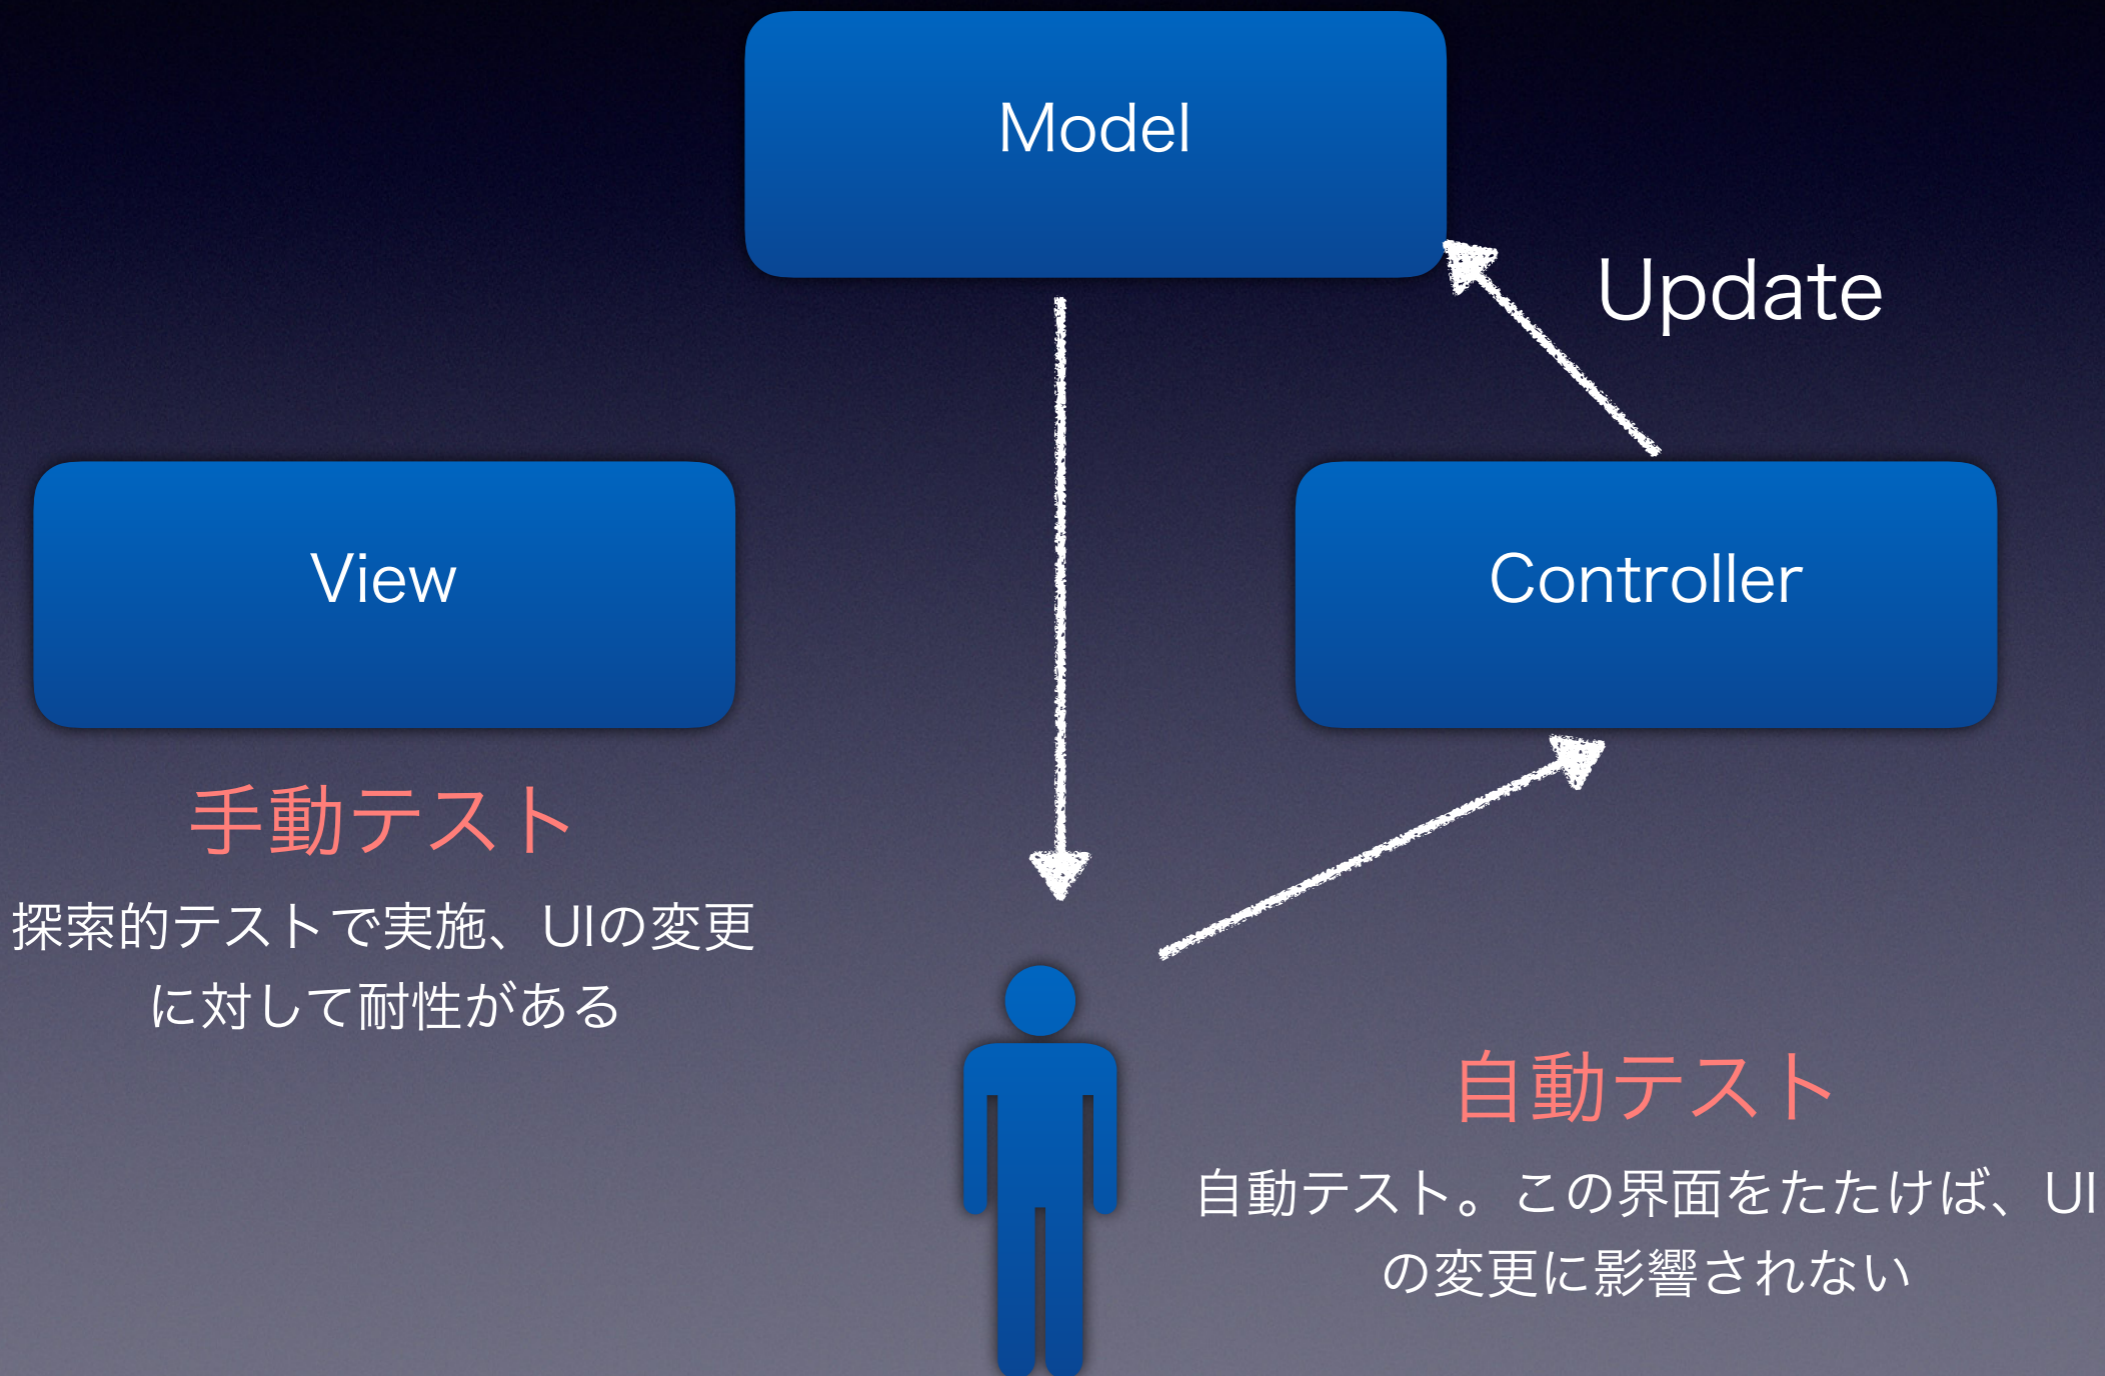 Model
Update
View
Controller
手動テスト
探索的テストで実施、UIの変更
に対して耐性がある
自動テスト
自動テスト。この界面をたたけば、UI
の変更に影響されない